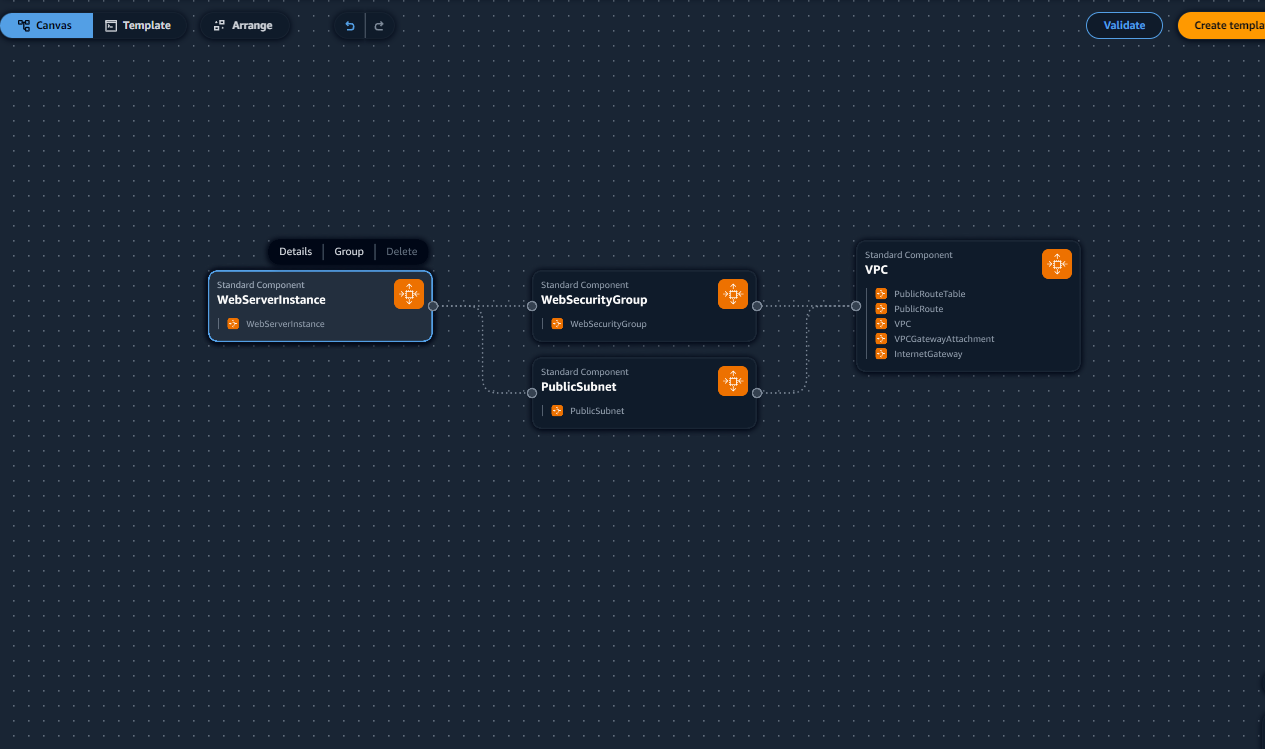 Canvas
Template
Arrange
Validate
Create templa
Details
Group
Delete
Standard Component
WebServerInstance
WebServerInstance
Standard Component
WebSecurityGroup
WebSecurityGroup
Standard Component
PublicSubnet
PublicSubnet
Standard Component
VPC
PublicRouteTable
PublicRoute
VPC
VPCGatewayAttachment
InternetGateway